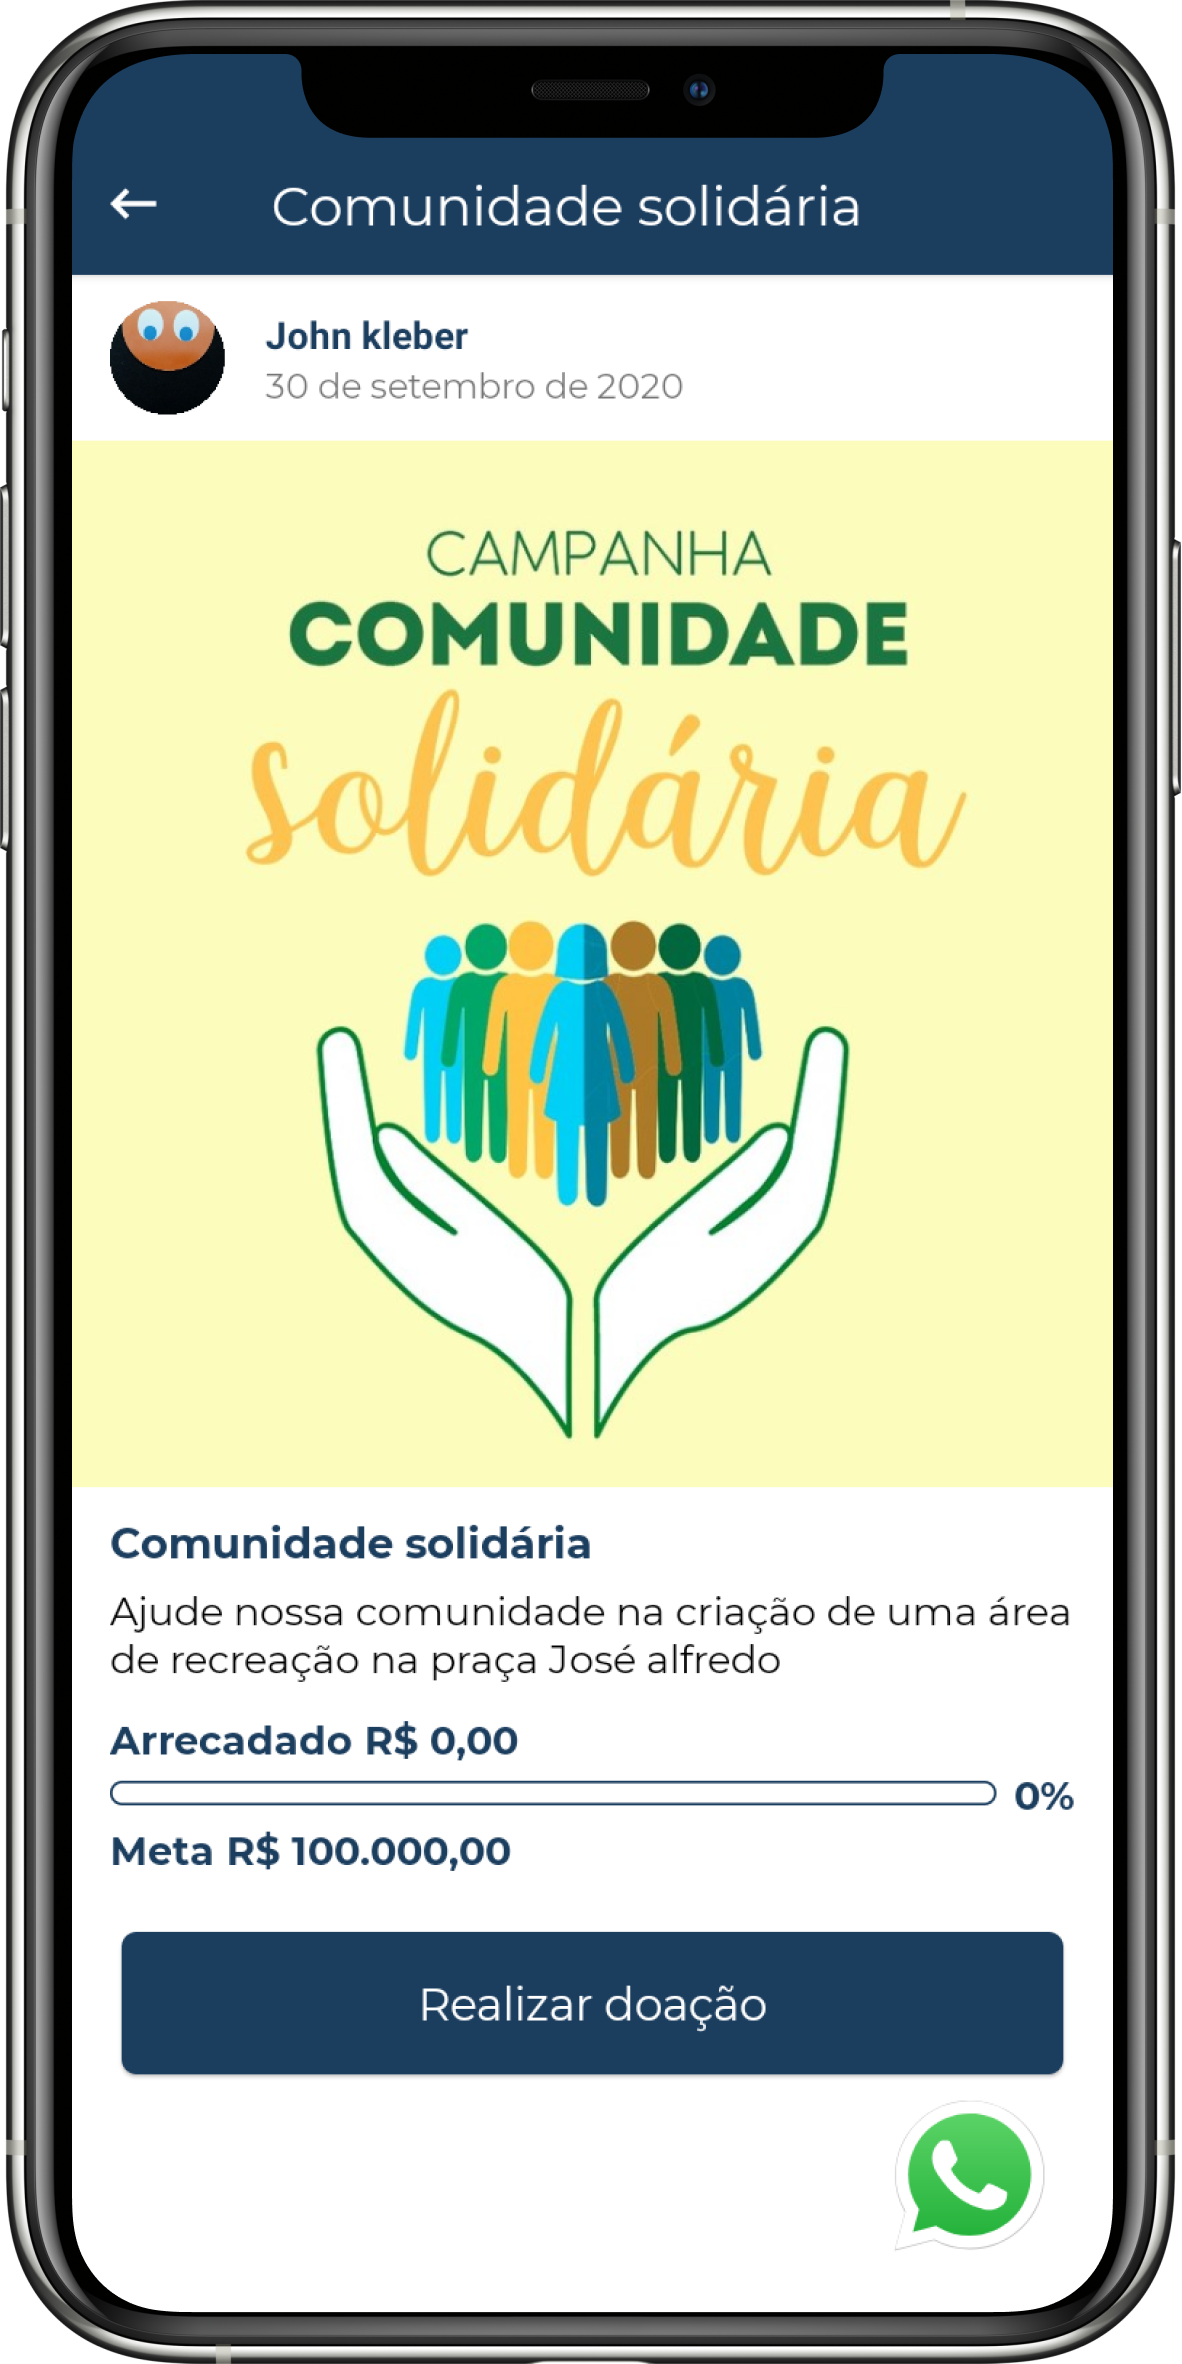 Comunidade solidária
John kleber
30 de setembro de 2020
CAMPANHA
COMUNIDADE
solidária
Comunidade solidária
Ajude nossa comunidade na criação de uma área
de recreação na praça José alfredo
Arrecadado R$ 0,00
0%
Meta R$ 100.000,00
Realizar doação